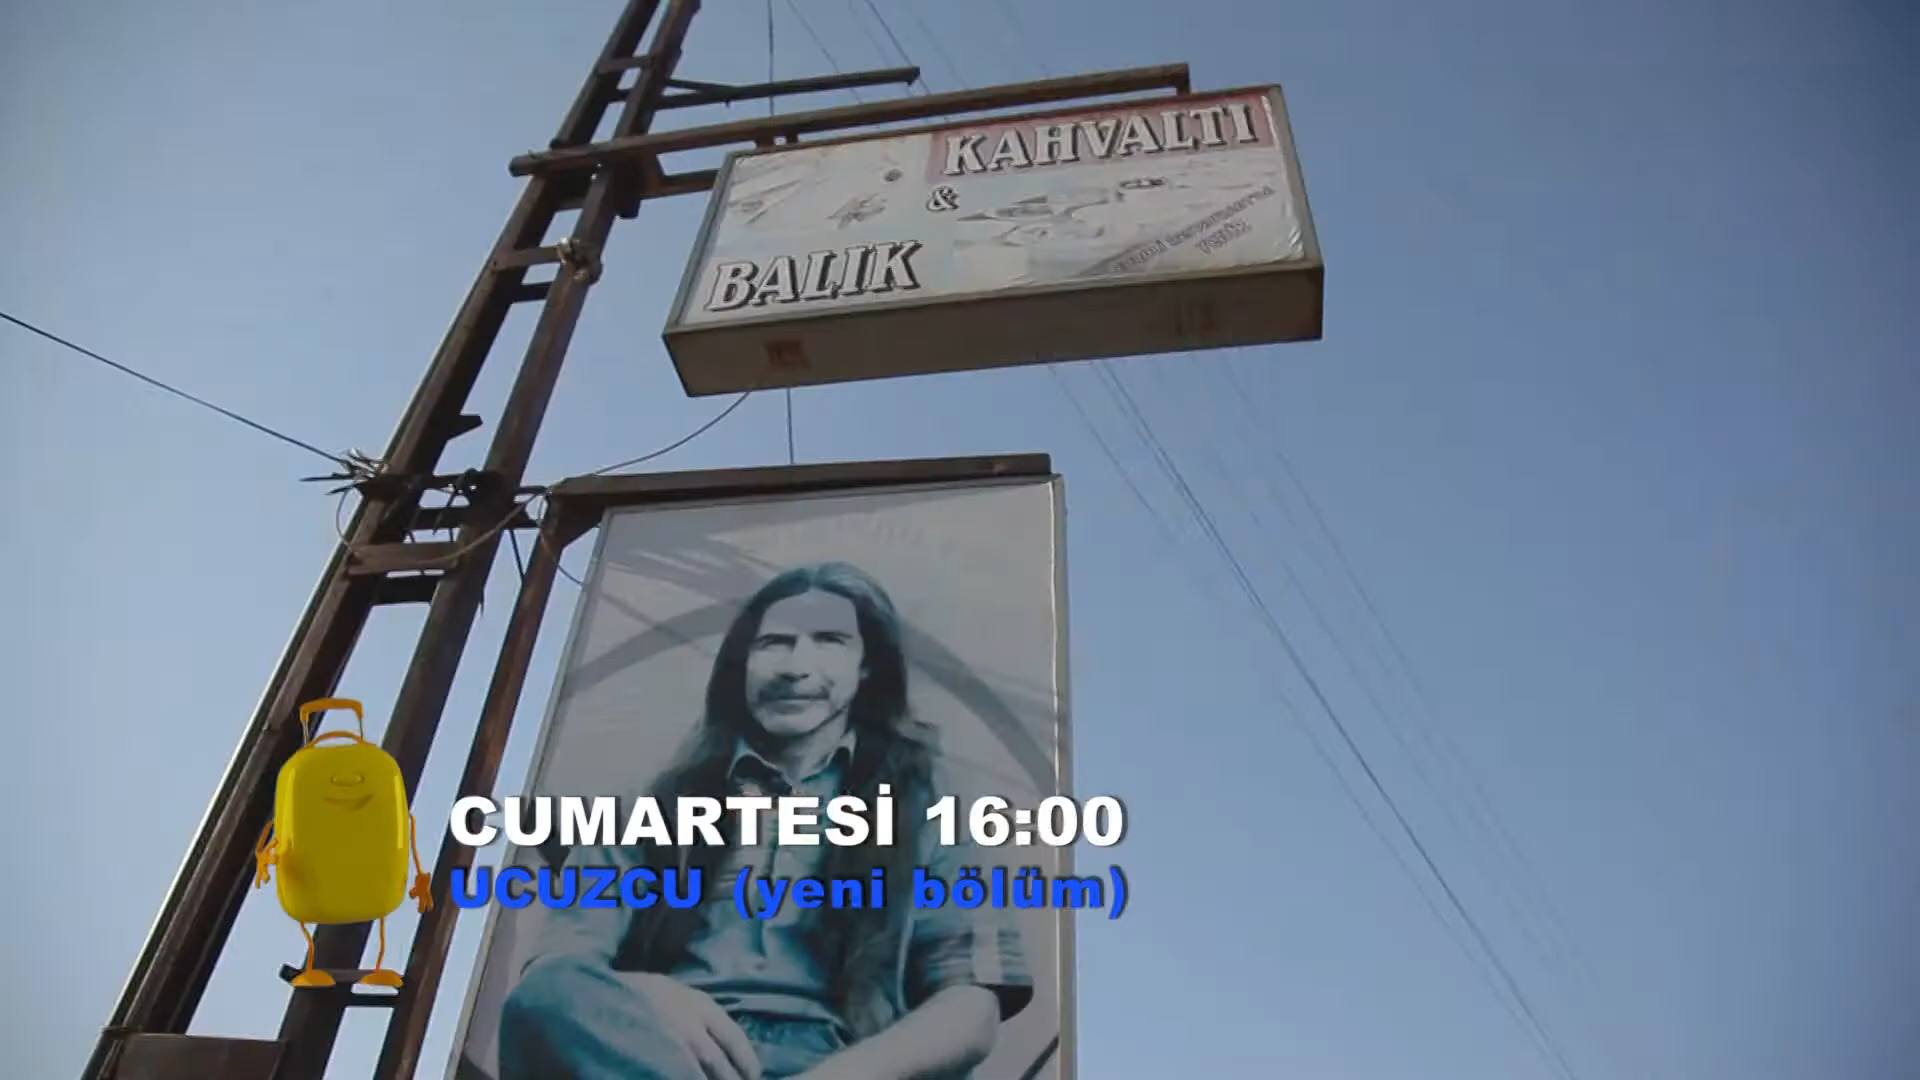 KAHVALTI
&
BALIK
CUMARTESİ 16:00
UCUZCU (yeni bölüm)